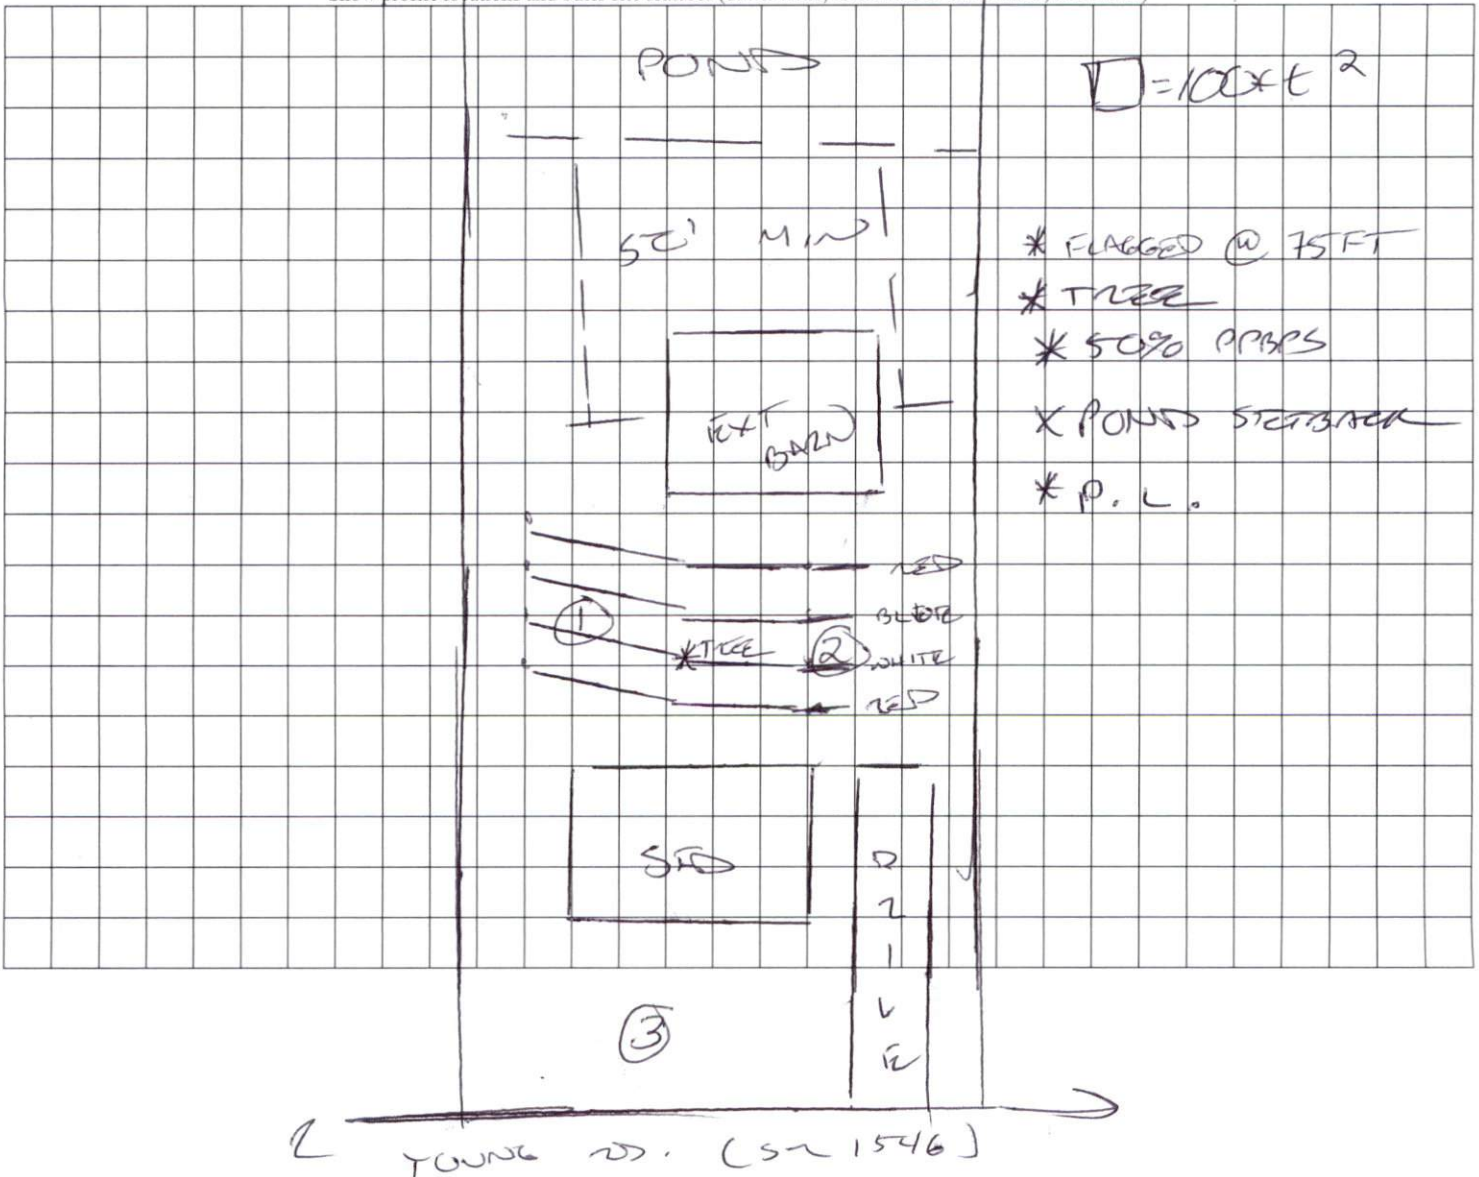 POND
□=100ft²
50' MIN
* FLAGGED @ 75FT
* TREE
* 50% PPBPS
X POND SETBACK
* P. L.
EXT
BARN
RED
BLUE
① 
*TREE ② WHITE
RED
SFD
DRIVE
③
YOUNG RD. (SR 1546)